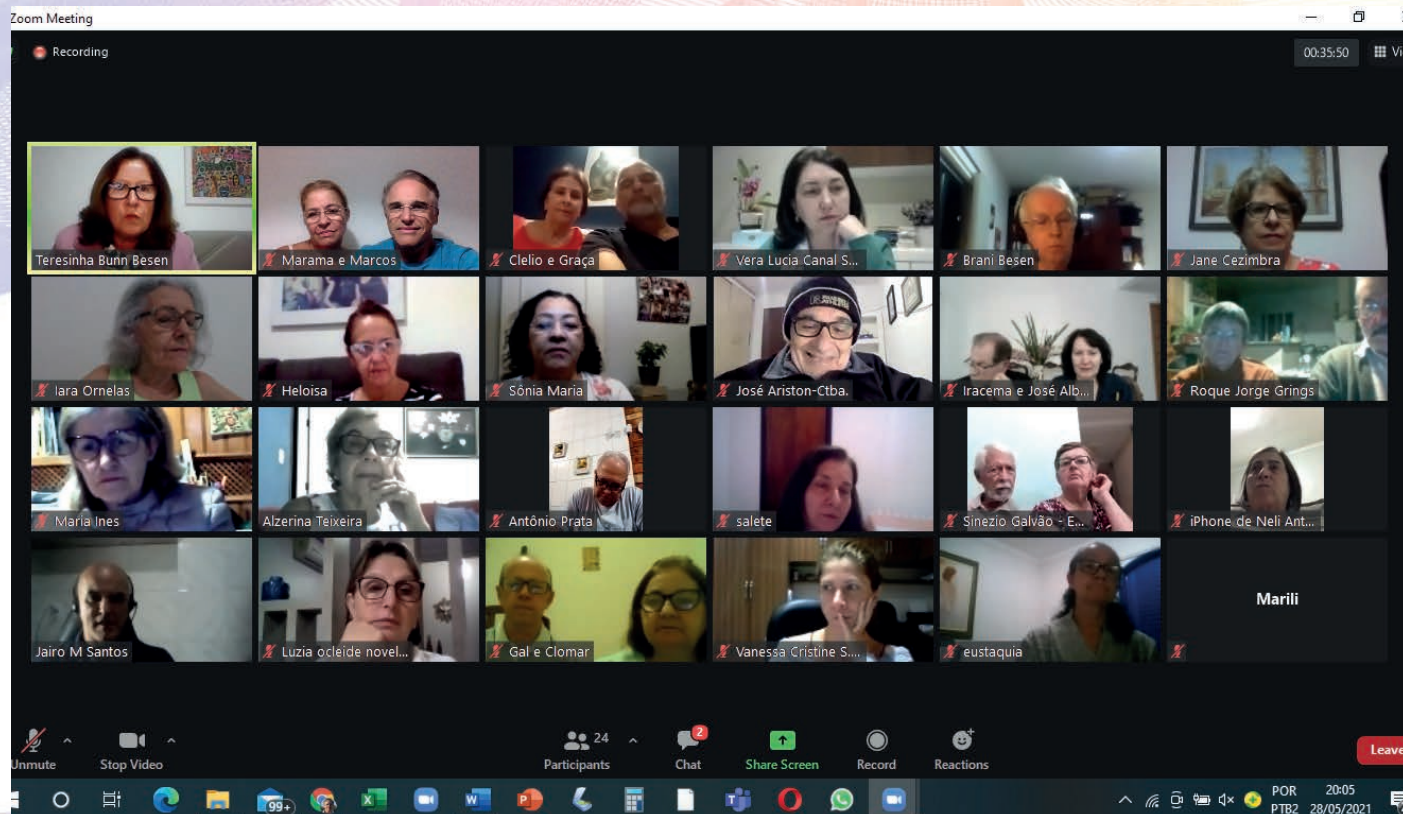 Zoom Meeting
Recording
00:35:50
Teresinha Bunn Besen
Marama e Marcos
Clelio e Graça
Vera Lucia Canal S...
Brani Besen
Jane Cezimbra
Iara Ornelas
Heloisa
Sônia Maria
José Ariston-Ctba.
Iracema e José Alb...
Roque Jorge Grings
Maria Ines
Alzerina Teixeira
Antônio Prata
salete
Sinezio Galvão - E...
iPhone de Neli Ant...
Jairo M Santos
Luzia ocleide novel...
Gal e Clomar
Vanessa Cristine S....
eustaquia
Marili
Unmute
Stop Video
24
Participants
2
Chat
Share Screen
Record
Reactions
Leave
99+
POR
PTB2
20:05
28/05/2021